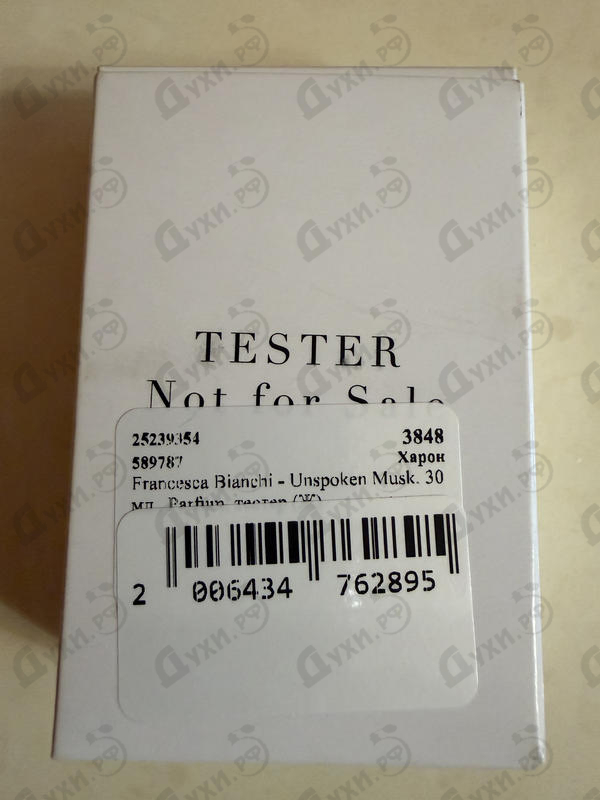 TESTER
Not for Sale
25239354 3848
589787 Харон
Francesca Bianchi - Unspoken Musk. 30
мл. Parfum, тестер (Ж)
2 006434 762895
Духи.рф